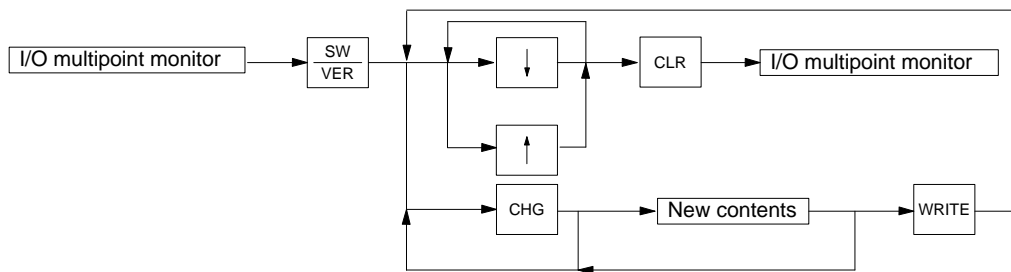 I/O multipoint monitor
SW
VER
↓
CLR
I/O multipoint monitor
↑
CHG
New contents
WRITE